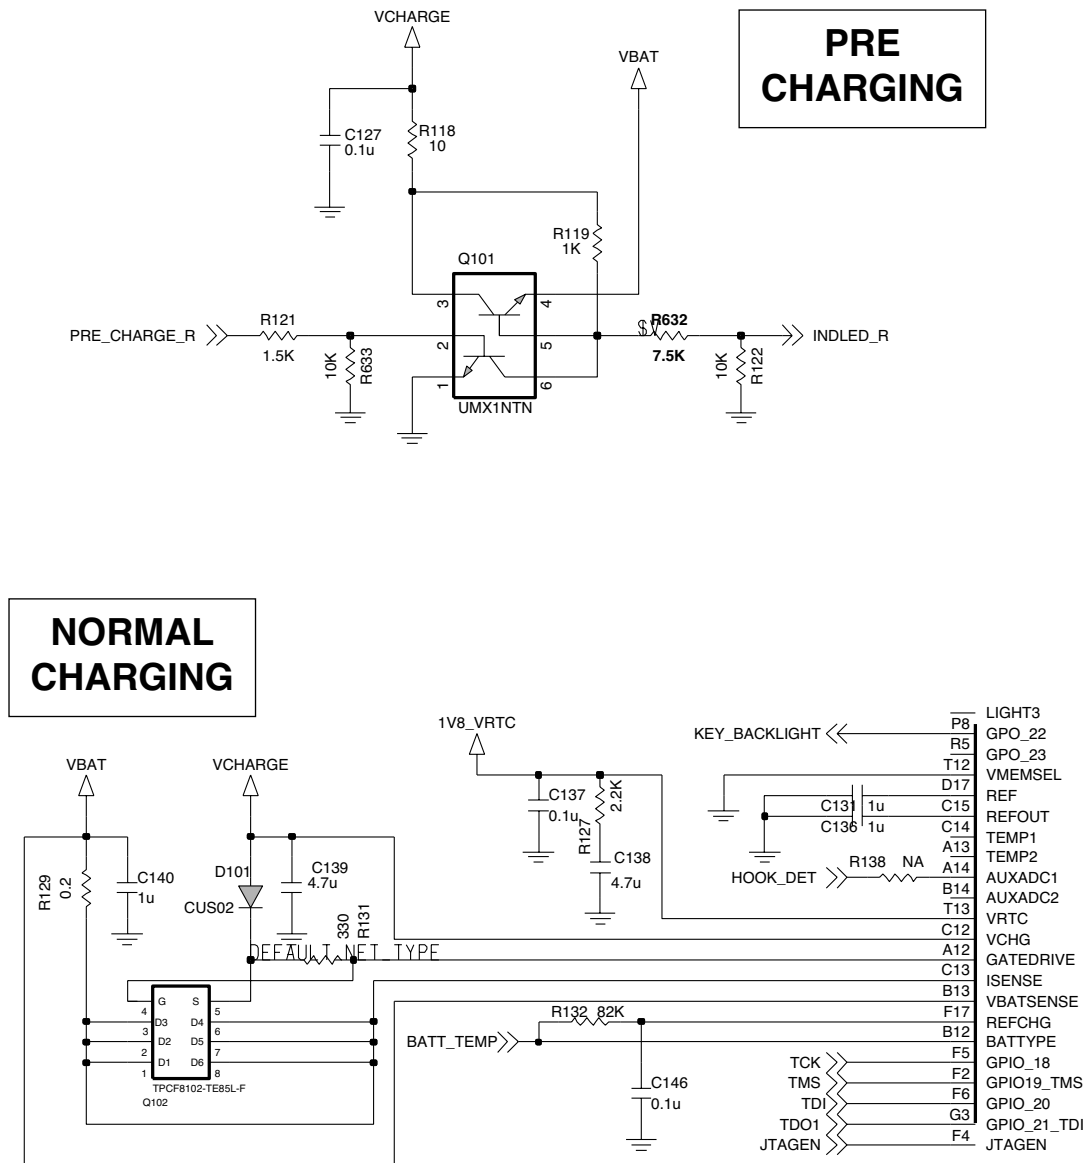 VCHARGE
PRE
CHARGING
VBAT
C127
0.1u
R118
10
R119
1K
Q101
3
4
PRE_CHARGE_R
R121
1.5K
10K
R633
2
5
1
6
UMX1NTN
R632
7.5K
10K
R122
INDLED_R
NORMAL
CHARGING
1V8_VRTC
KEY_BACKLIGHT
LIGHT3
P8
GPO_22
R5
GPO_23
T12
VMEMSEL
D17
REF
C15
REFOUT
C14
TEMP1
A13
TEMP2
A14
AUXADC1
B14
AUXADC2
T13
VRTC
C12
VCHG
A12
GATEDRIVE
C13
ISENSE
B13
VBATSENSE
F17
REFCHG
B12
BATTYPE
F5
GPIO_18
F2
GPIO19_TMS
F6
GPIO_20
G3
GPIO_21_TDI
F4
JTAGEN
VBAT
VCHARGE
C137
0.1u
R127
2.2K
C138
4.7u
C131 1u
C136 1u
HOOK_DET
R138 NA
R129
0.2
C140
1u
D101
CUS02
C139
4.7u
330
R131
DEFAULT_NET_TYPE
G S
4 5
D3 D4
3 6
D2 D5
2 7
D1 D6
1 8
TPCF8102-TE85L-F
Q102
BATT_TEMP
R132 82K
C146
0.1u
TCK
TMS
TDI
TDO1
JTAGEN